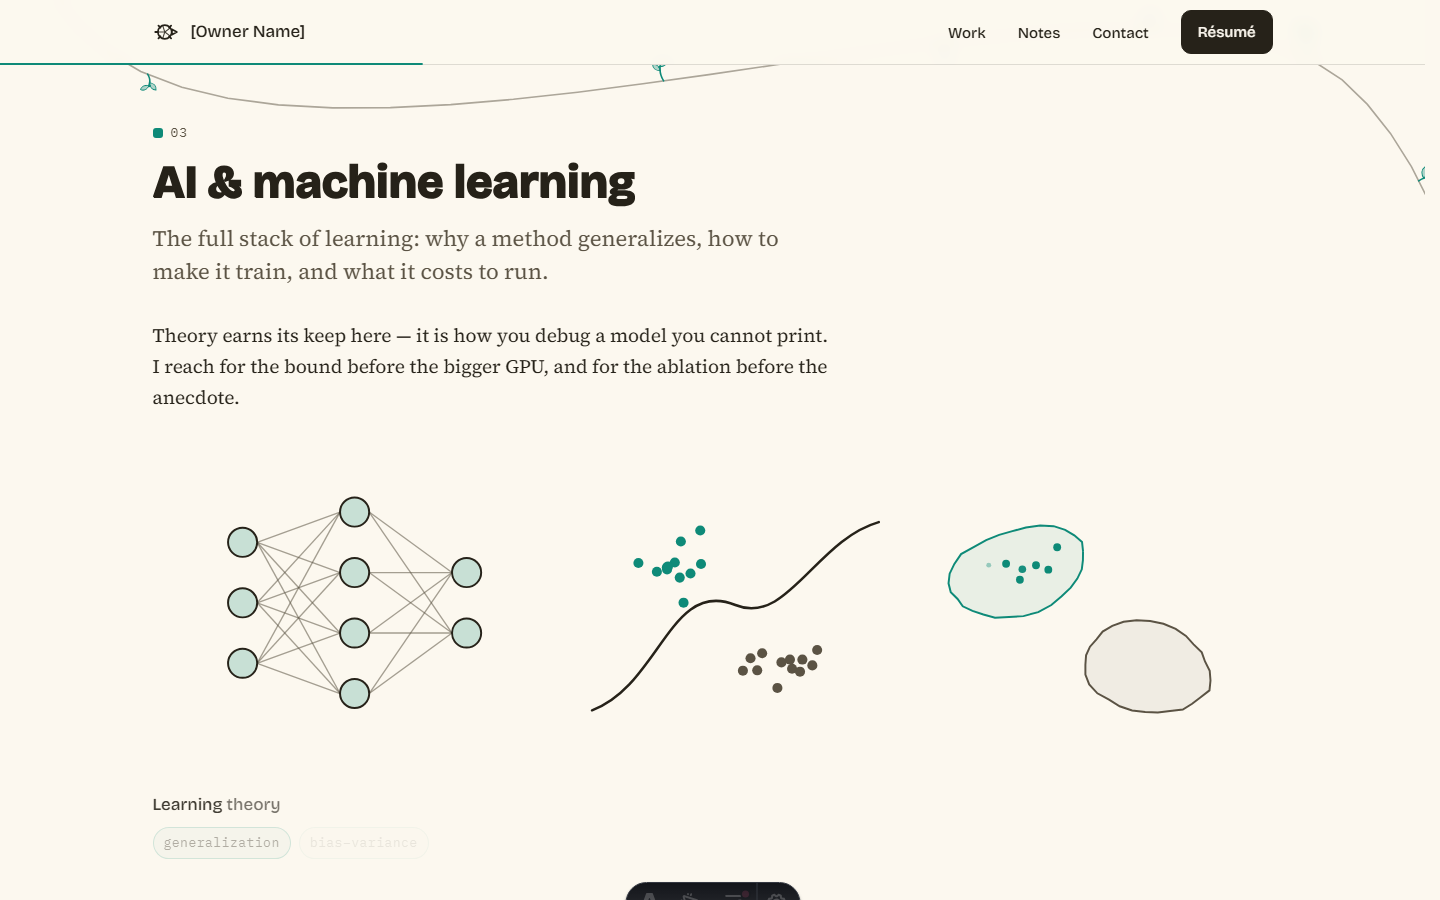 [Owner Name]
Work
Notes
Contact
Résumé
03
AI & machine learning
The full stack of learning: why a method generalizes, how to
make it train, and what it costs to run.
Theory earns its keep here — it is how you debug a model you cannot print.
I reach for the bound before the bigger GPU, and for the ablation before the
anecdote.
Learning theory
generalization
bias-variance